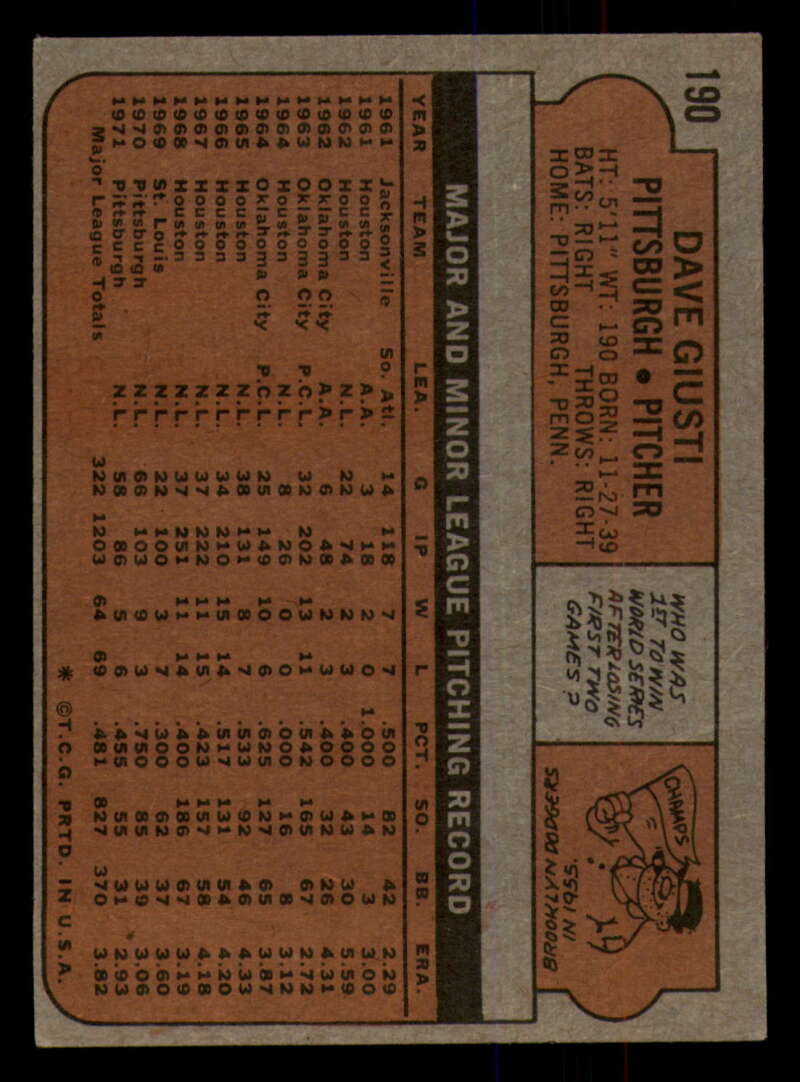 190
DAVE GIUSTI
PITTSBURGH • PITCHER
HT: 5'11" WT: 190 BORN: 11-27-39
BATS: RIGHT THROWS: RIGHT
HOME: PITTSBURGH, PENN.
WHO WAS
1ST TO WIN
WORLD SERIES
AFTER LOSING
FIRST TWO
GAMES?
CHAMPS
BROOKLYN DODGERS
IN 1955.
MAJOR AND MINOR LEAGUE PITCHING RECORD
YEAR TEAM LEA. G IP W L PCT. SO. BB. ERA.
1961 Jacksonville So. Atl. 14 118 7 7 .500 82 42 2.29
1961 Houston A.A. 3 18 2 0 1.000 14 3 3.00
1962 Houston N.L. 22 74 2 3 .400 43 30 5.59
1962 Oklahoma City A.A. 6 48 2 3 .400 32 26 4.31
1963 Oklahoma City P.C.L. 32 202 13 11 .542 165 67 2.72
1964 Houston N.L. 8 26 0 0 .000 16 8 3.12
1964 Oklahoma City P.C.L. 25 149 10 6 .625 127 65 3.87
1965 Houston N.L. 38 131 8 7 .533 92 46 4.33
1966 Houston N.L. 34 210 15 14 .517 131 54 4.20
1967 Houston N.L. 37 222 11 15 .423 157 58 4.18
1968 Houston N.L. 37 251 11 14 .400 186 67 3.19
1969 St. Louis N.L. 22 100 3 7 .300 62 37 3.60
1970 Pittsburgh N.L. 66 103 9 3 .750 85 39 3.06
1971 Pittsburgh N.L. 58 86 5 6 .455 55 31 2.93
Major League Totals 322 1203 64 69 .481 827 370 3.82
* ©T.C.G. PRTD. IN U.S.A.